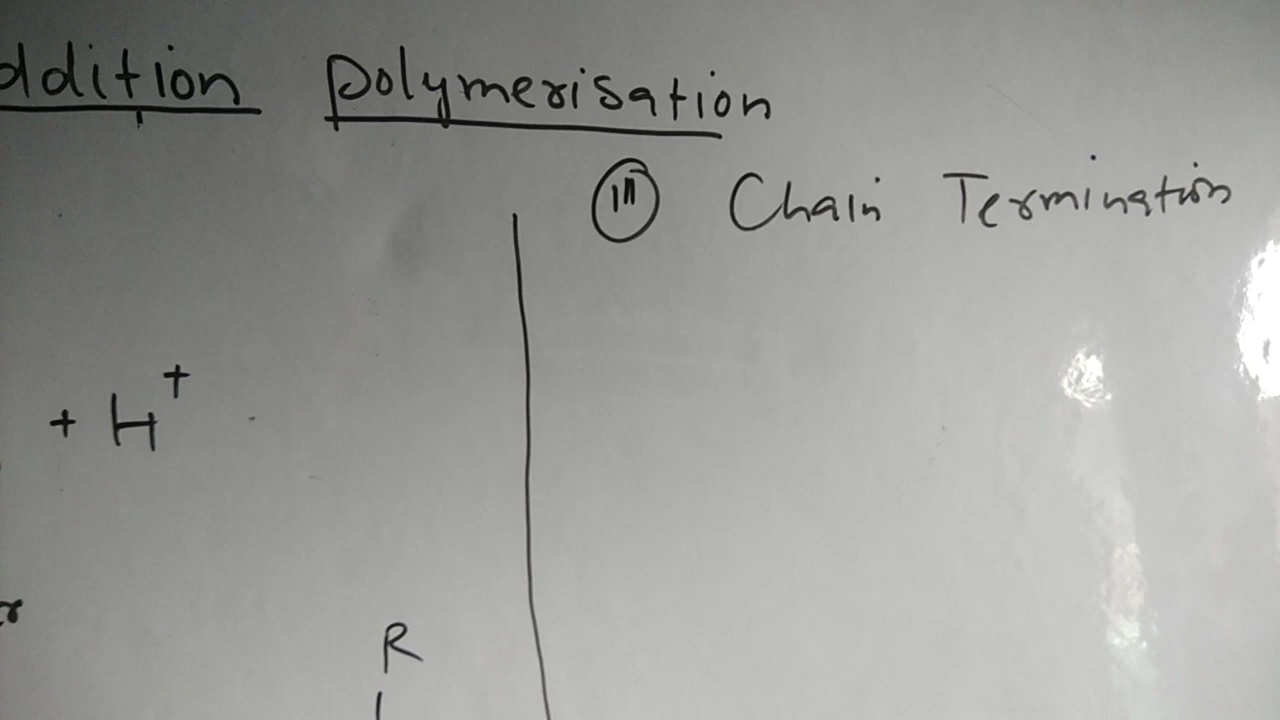 ddition polymerisation
(iii) Chain Termination
+ H⁺
r
R